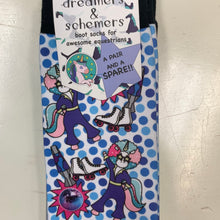 dreamers
&
schemers
boot socks for
awesome equestrians
A PAIR
AND A
SPARE!!